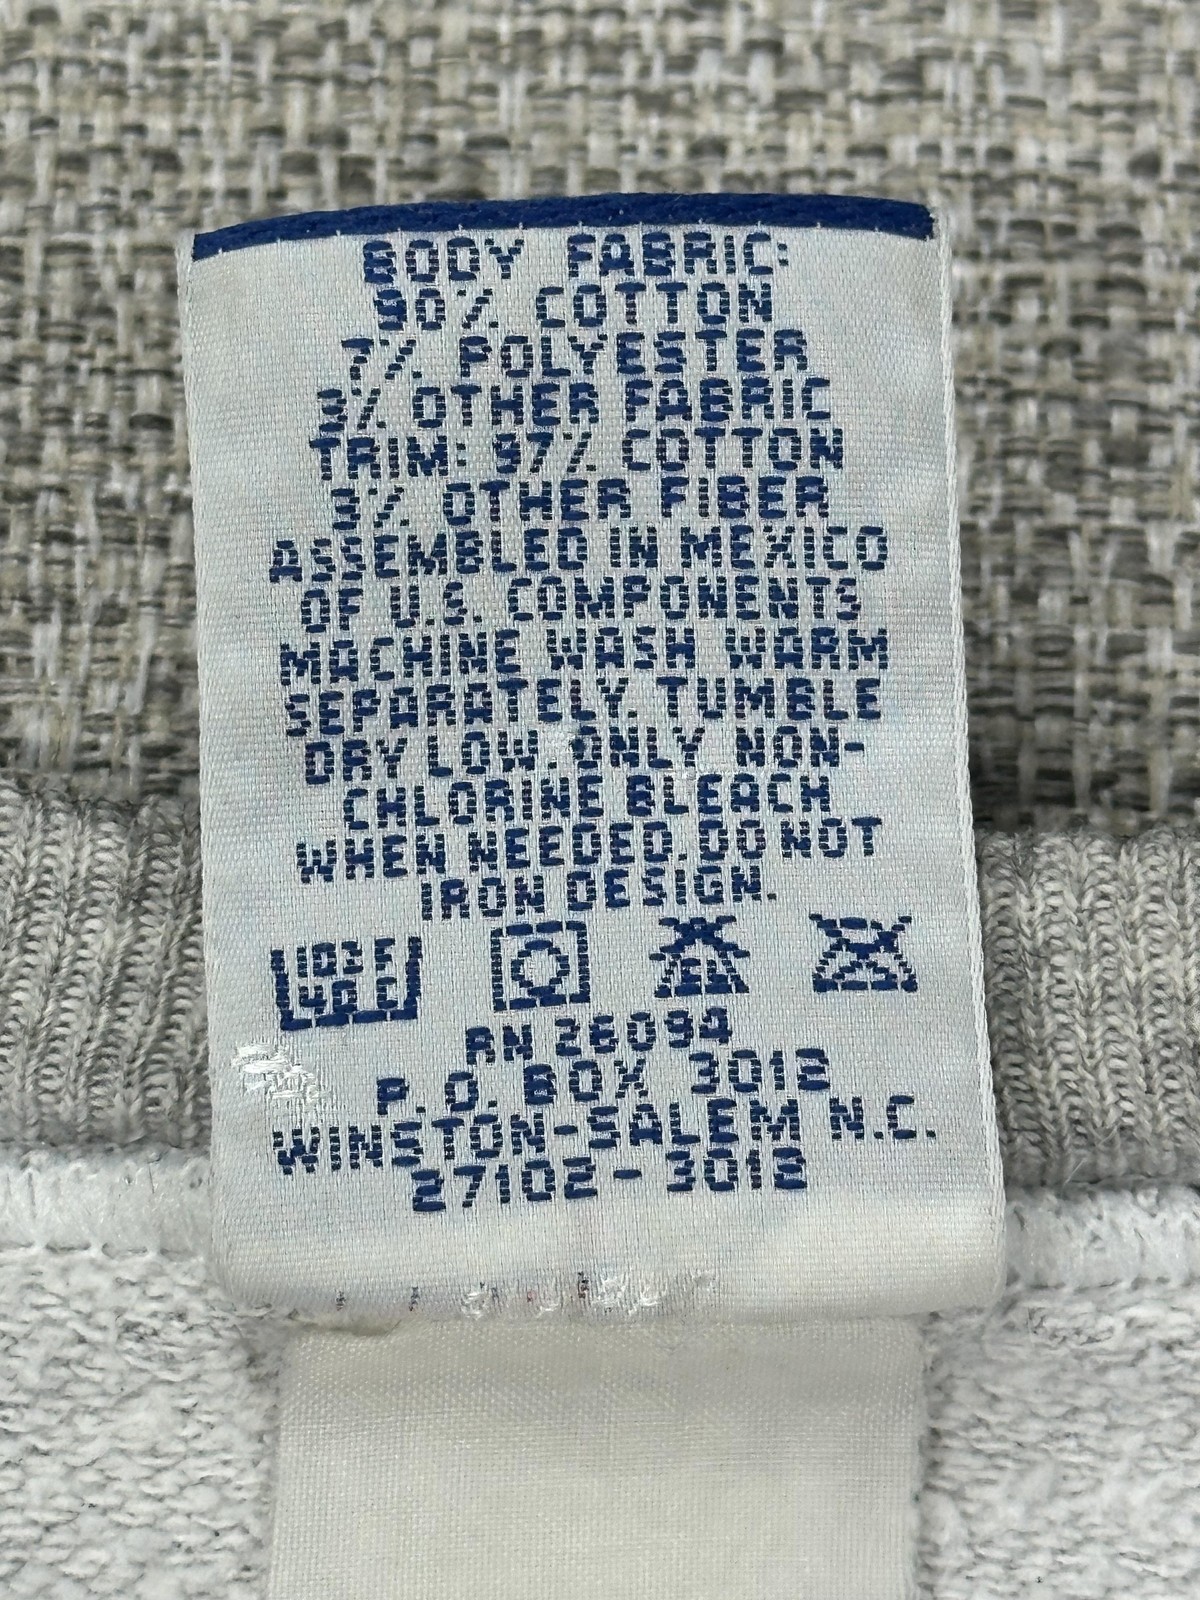 BODY FABRIC:
90% COTTON
7% POLYESTER
3% OTHER FABRIC
TRIM: 97% COTTON
3% OTHER FIBER
ASSEMBLED IN MEXICO
OF U.S. COMPONENTS
MACHINE WASH WARM
SEPARATELY. TUMBLE
DRY LOW. ONLY NON-
CHLORINE BLEACH
WHEN NEEDED. DO NOT
IRON DESIGN.
CL
RN 26094
P.O. BOX 3012
WINSTON-SALEM N.C.
27102-3012